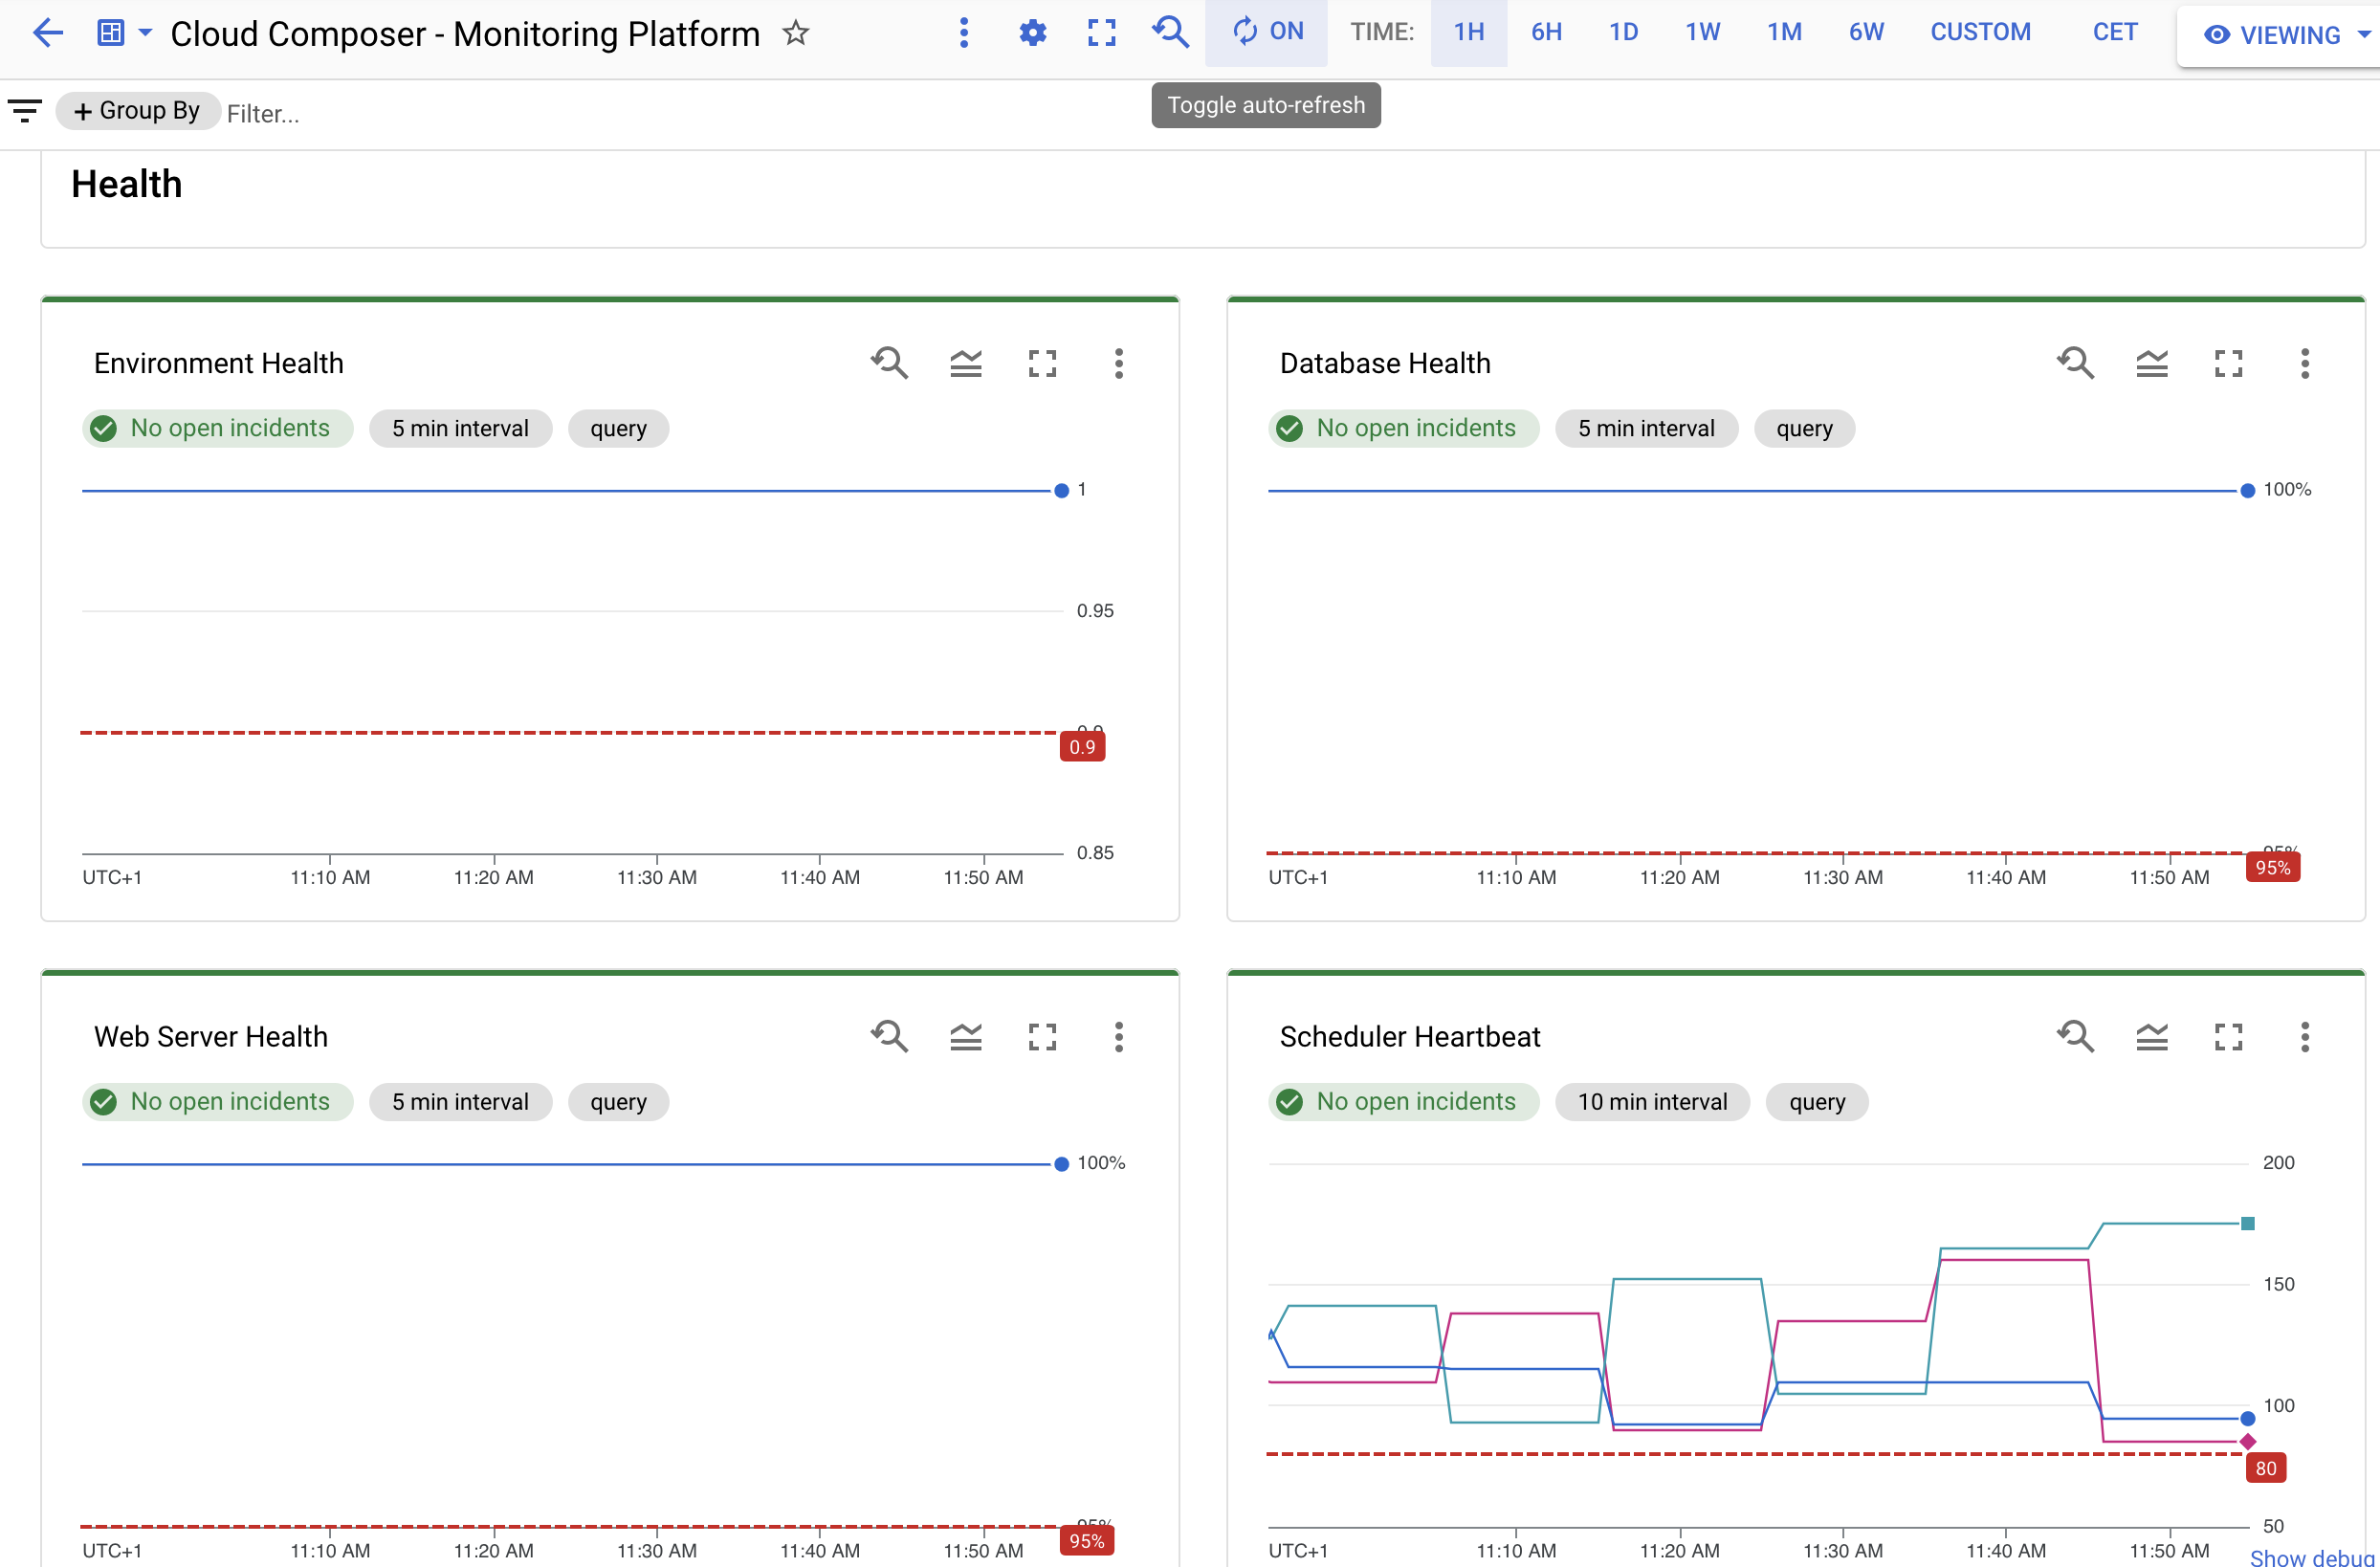 Cloud Composer - Monitoring Platform ON TIME: 1H 6H 1D 1W 1M 6W CUSTOM CET VIEWING
Toggle auto-refresh
+ Group By Filter...
Health
Environment Health
No open incidents 5 min interval query
1
0.95
0.9
0.9
0.85
UTC+1 11:10 AM 11:20 AM 11:30 AM 11:40 AM 11:50 AM
Database Health
No open incidents 5 min interval query
100%
95%
95%
UTC+1 11:10 AM 11:20 AM 11:30 AM 11:40 AM 11:50 AM
Web Server Health
No open incidents 5 min interval query
100%
95%
95%
UTC+1 11:10 AM 11:20 AM 11:30 AM 11:40 AM 11:50 AM
Scheduler Heartbeat
No open incidents 10 min interval query
200
150
100
80
50
UTC+1 11:10 AM 11:20 AM 11:30 AM 11:40 AM 11:50 AM
Show debug